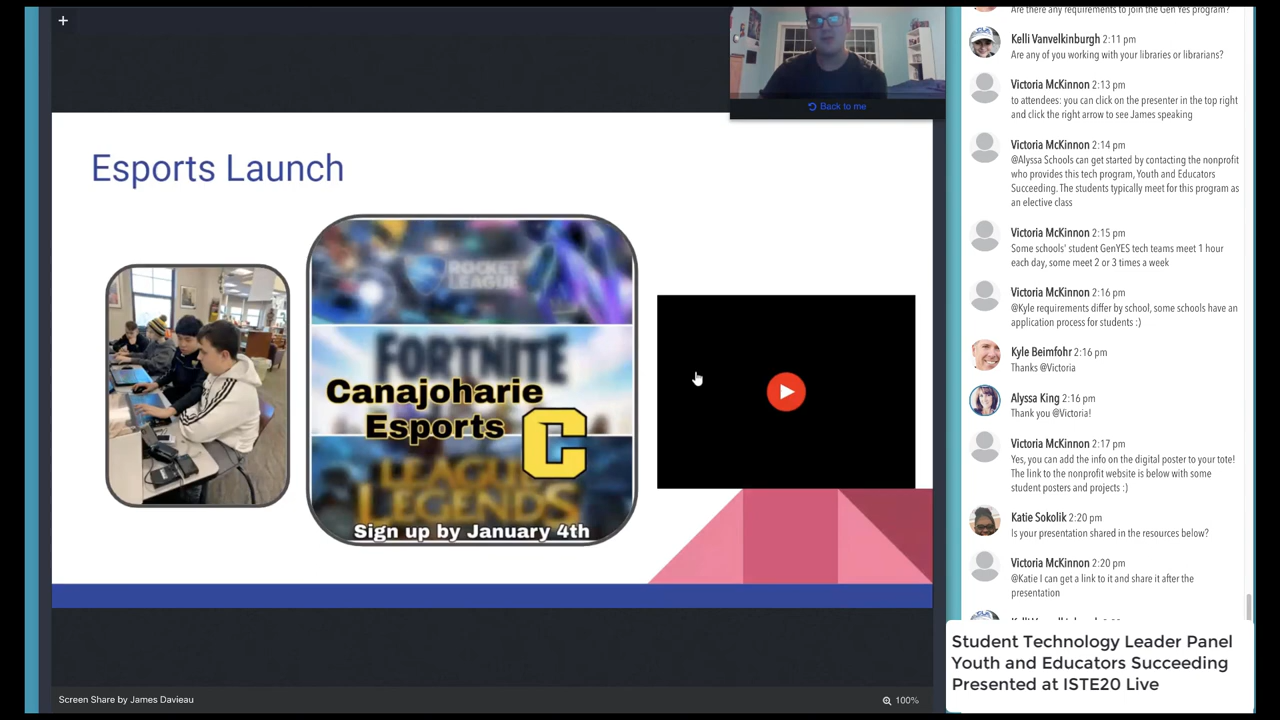 +
Back to me
Esports Launch
ROCKET
LEAGUE
FORTNITE
Canajoharie
Esports
C
LEGENDS
Sign up by January 4th
Screen Share by James Davieau
100%
Are there any requirements to join the Gen Yes program?
Kelli Vanvelkinburgh 2:11 pm
Are any of you working with your libraries or librarians?
Victoria McKinnon 2:13 pm
to attendees: you can click on the presenter in the top right
and click the right arrow to see James speaking
Victoria McKinnon 2:14 pm
@Alyssa Schools can get started by contacting the nonprofit
who provides this tech program, Youth and Educators
Succeeding. The students typically meet for this program as
an elective class
Victoria McKinnon 2:15 pm
Some schools' student GenYES tech teams meet 1 hour
each day, some meet 2 or 3 times a week
Victoria McKinnon 2:16 pm
@Kyle requirements differ by school, some schools have an
application process for students :)
Kyle Beimfohr 2:16 pm
Thanks @Victoria
Alyssa King 2:16 pm
Thank you @Victoria!
Victoria McKinnon 2:17 pm
Yes, you can add the info on the digital poster to your tote!
The link to the nonprofit website is below with some
student posters and projects :)
Katie Sokolik 2:20 pm
Is your presentation shared in the resources below?
Victoria McKinnon 2:20 pm
@Katie I can get a link to it and share it after the
presentation
Student Technology Leader Panel
Youth and Educators Succeeding
Presented at ISTE20 Live